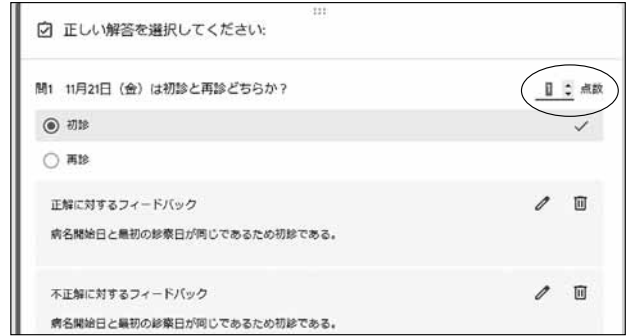 正しい解答を選択してください:
問1 11月21日(金)は初診と再診どちらか?
点数
初診
再診
正解に対するフィードバック
病名開始日と最初の診察日が同じであるため初診である。
不正解に対するフィードバック
病名開始日と最初の診察日が同じであるため初診である。